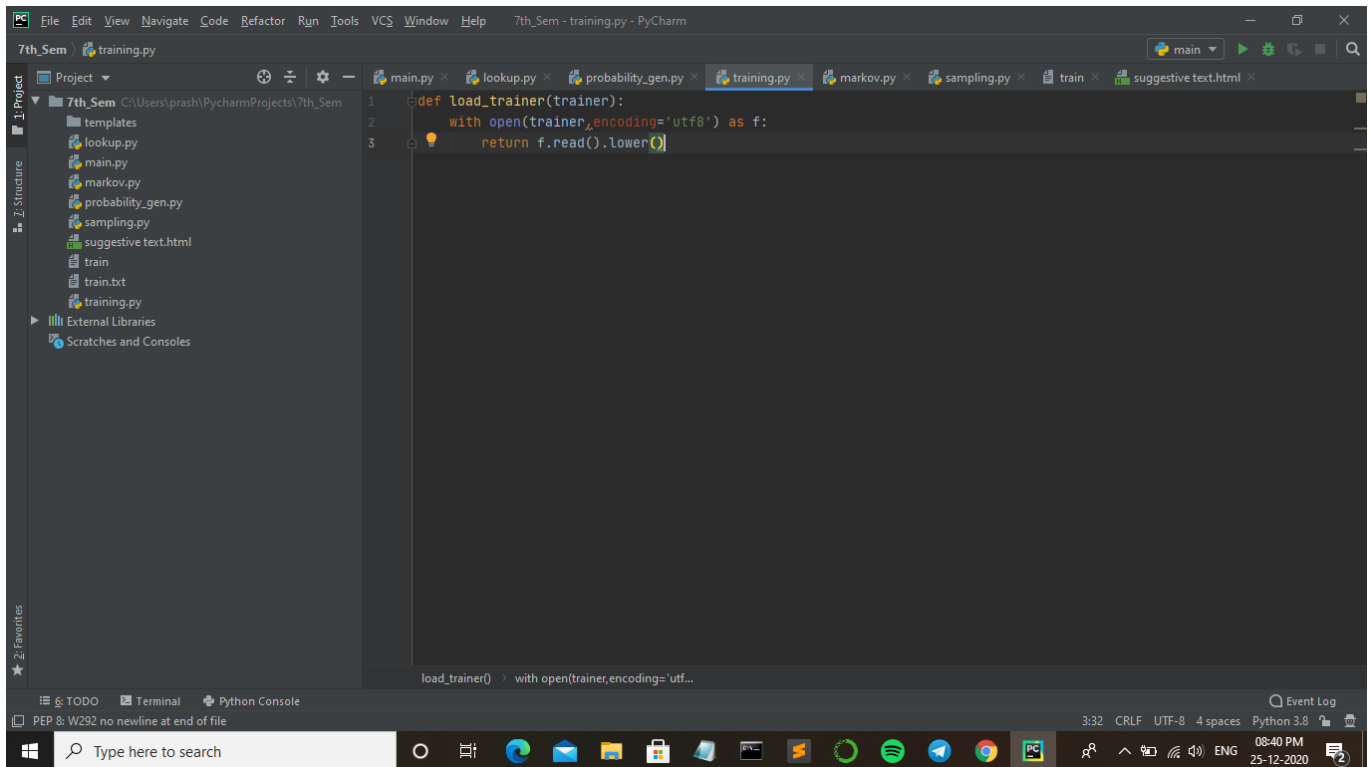 PC File Edit View Navigate Code Refactor Run Tools VCS Window Help 7th_Sem - training.py - PyCharm
7th_Sem training.py main
Project main.py lookup.py probability_gen.py training.py markov.py sampling.py train suggestive text.html
1: Project
7th_Sem C:\Users\prash\PycharmProjects\7th_Sem
templates
lookup.py
main.py
markov.py
probability_gen.py
sampling.py
suggestive text.html
train
train.txt
training.py
External Libraries
Scratches and Consoles
7: Structure
2: Favorites
1 def load_trainer(trainer):
2 with open(trainer,encoding='utf8') as f:
3 return f.read().lower()
load_trainer() with open(trainer,encoding='utf...
6: TODO Terminal Python Console Event Log
PEP 8: W292 no newline at end of file 3:32 CRLF UTF-8 4 spaces Python 3.8
Type here to search PC ENG 08:40 PM
25-12-2020 2